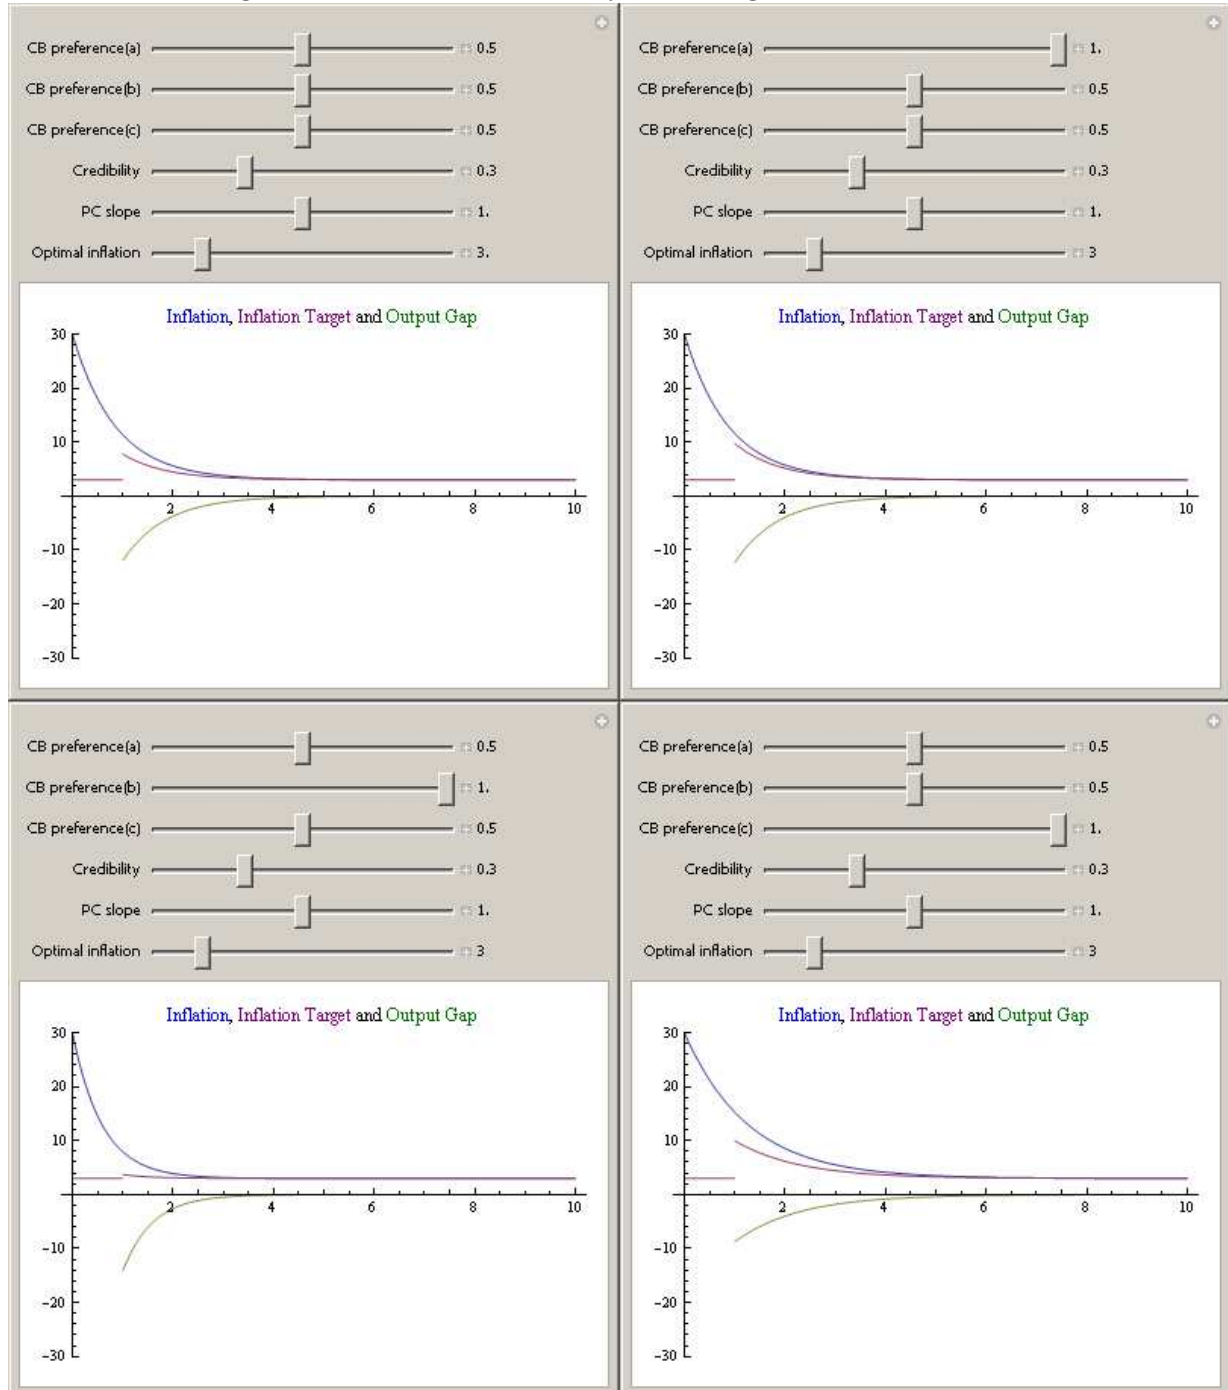 CB preference(a) 0.5
CB preference(b) 0.5
CB preference(c) 0.5
Credibility 0.3
PC slope 1.
Optimal inflation 3.
Inflation, Inflation Target and Output Gap
30
20
10
2 4 6 8 10
-10
-20
-30
CB preference(a) 1.
CB preference(b) 0.5
CB preference(c) 0.5
Credibility 0.3
PC slope 1.
Optimal inflation 3
Inflation, Inflation Target and Output Gap
30
20
10
2 4 6 8 10
-10
-20
-30
CB preference(a) 0.5
CB preference(b) 1.
CB preference(c) 0.5
Credibility 0.3
PC slope 1.
Optimal inflation 3
Inflation, Inflation Target and Output Gap
30
20
10
2 4 6 8 10
-10
-20
-30
CB preference(a) 0.5
CB preference(b) 0.5
CB preference(c) 1.
Credibility 0.3
PC slope 1.
Optimal inflation 3
Inflation, Inflation Target and Output Gap
30
20
10
2 4 6 8 10
-10
-20
-30